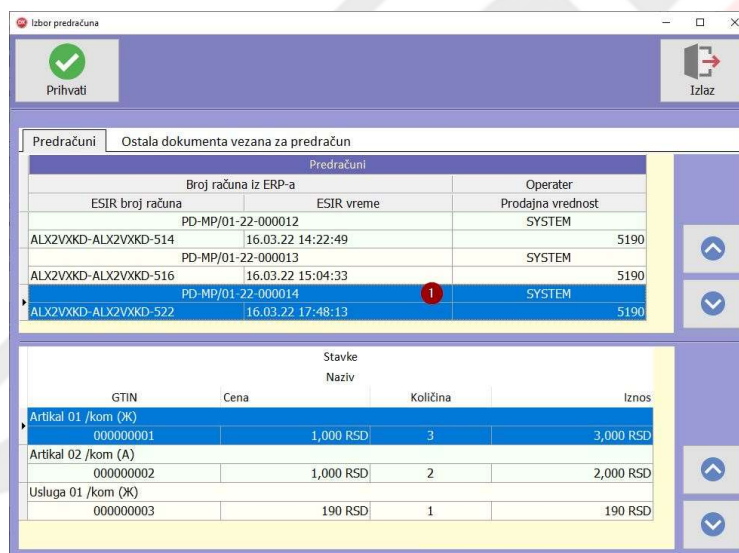 Izbor predračuna
Prihvati
Izlaz
Predračuni Ostala dokumenta vezana za predračun
Predračuni
Broj računa iz ERP-a Operater
ESIR broj računa ESIR vreme Prodajna vrednost
PD-MP/01-22-000012 SYSTEM
ALX2VXKD-ALX2VXKD-514 16.03.22 14:22:49 5190
PD-MP/01-22-000013 SYSTEM
ALX2VXKD-ALX2VXKD-516 16.03.22 15:04:33 5190
PD-MP/01-22-000014 1 SYSTEM
ALX2VXKD-ALX2VXKD-522 16.03.22 17:48:13 5190
Stavke
Naziv
GTIN Cena Količina Iznos
Artikal 01 /kom (Ж)
000000001 1,000 RSD 3 3,000 RSD
Artikal 02 /kom (A)
000000002 1,000 RSD 2 2,000 RSD
Usluga 01 /kom (Ж)
000000003 190 RSD 1 190 RSD